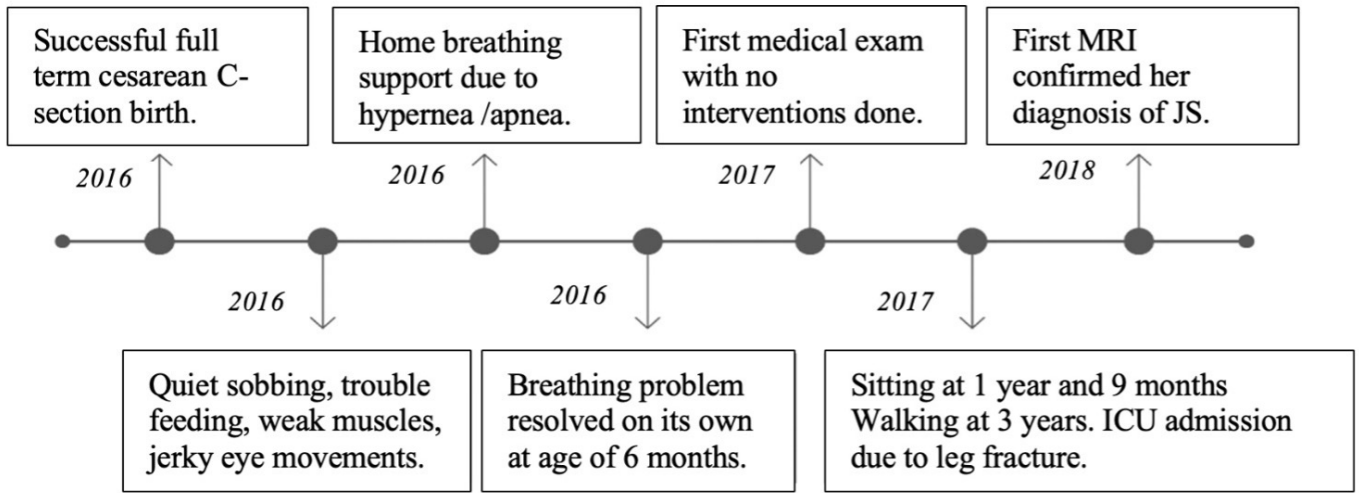 Successful full
term cesarean C-
section birth.
2016
Quiet sobbing, trouble
feeding, weak muscles,
jerky eye movements.
2016
Home breathing
support due to
hypernea /apnea.
2016
Breathing problem
resolved on its own
at age of 6 months.
2016
First medical exam
with no
interventions done.
2017
Sitting at 1 year and 9 months
Walking at 3 years. ICU admission
due to leg fracture.
2017
First MRI
confirmed her
diagnosis of JS.
2018